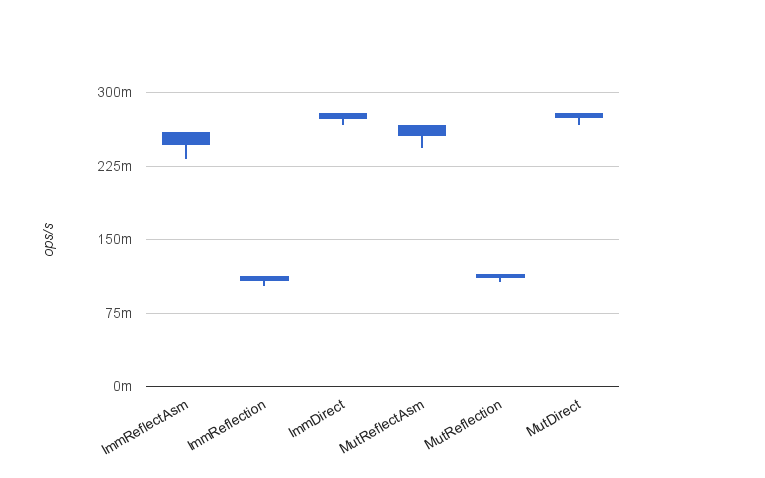 300m
225m
150m
75m
0m
ops/s
ImmReflectAsm
ImmReflection
ImmDirect
MutReflectAsm
MutReflection
MutDirect